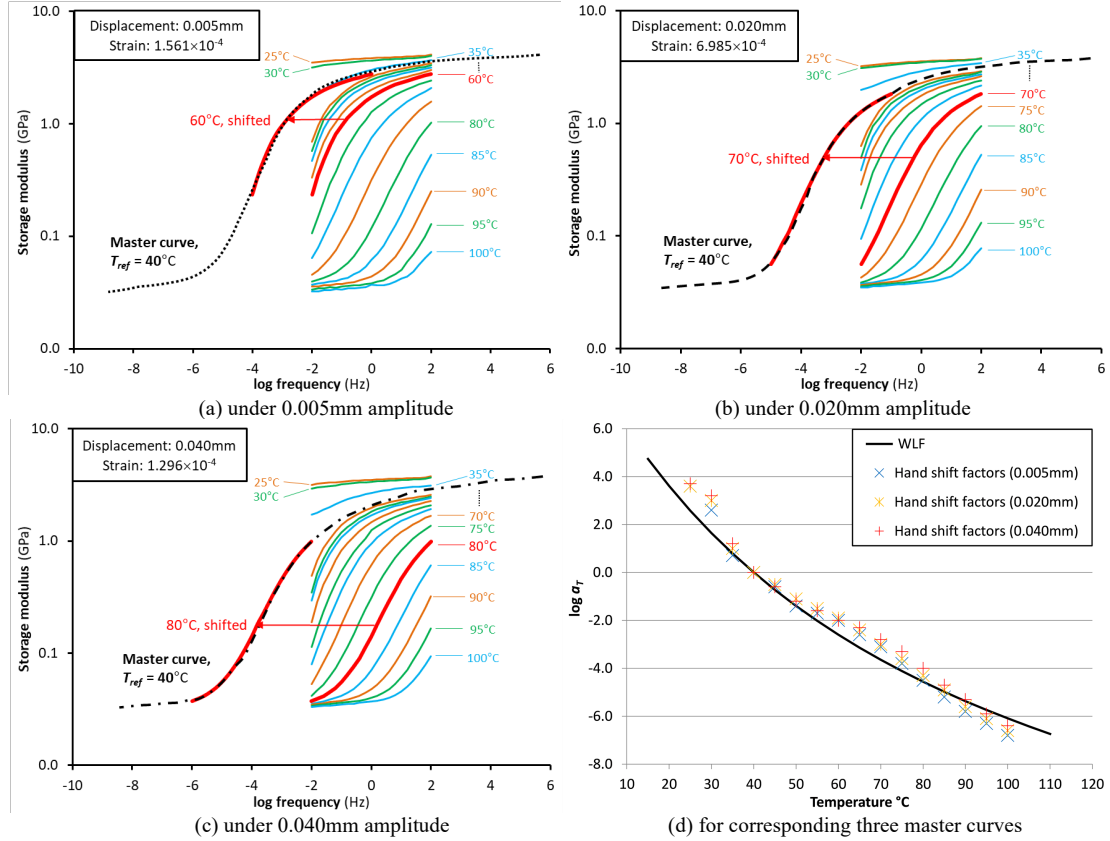 Displacement: 0.005mm
Strain: 1.561×10⁻⁴
10.0
1.0
0.1
0.0
Storage modulus (GPa)
25°C
30°C
35°C
60°C
80°C
85°C
90°C
95°C
100°C
60°C, shifted
Master curve,
T_ref = 40°C
-10 -8 -6 -4 -2 0 2 4 6
log frequency (Hz)
(a) under 0.005mm amplitude
Displacement: 0.020mm
Strain: 6.985×10⁻⁴
10.0
1.0
0.1
0.0
Storage modulus (GPa)
25°C
30°C
35°C
70°C
75°C
80°C
85°C
90°C
95°C
100°C
70°C, shifted
Master curve,
T_ref = 40°C
-10 -8 -6 -4 -2 0 2 4 6
log frequency (Hz)
(b) under 0.020mm amplitude
Displacement: 0.040mm
Strain: 1.296×10⁻⁴
10.0
1.0
0.1
0.0
Storage modulus (GPa)
25°C
30°C
35°C
70°C
75°C
80°C
85°C
90°C
95°C
100°C
80°C, shifted
Master curve,
T_ref = 40°C
-10 -8 -6 -4 -2 0 2 4 6
log frequency (Hz)
(c) under 0.040mm amplitude
6.0
4.0
2.0
0.0
-2.0
-4.0
-6.0
-8.0
log α_T
WLF
Hand shift factors (0.005mm)
Hand shift factors (0.020mm)
Hand shift factors (0.040mm)
10 20 30 40 50 60 70 80 90 100 110 120
Temperature °C
(d) for corresponding three master curves